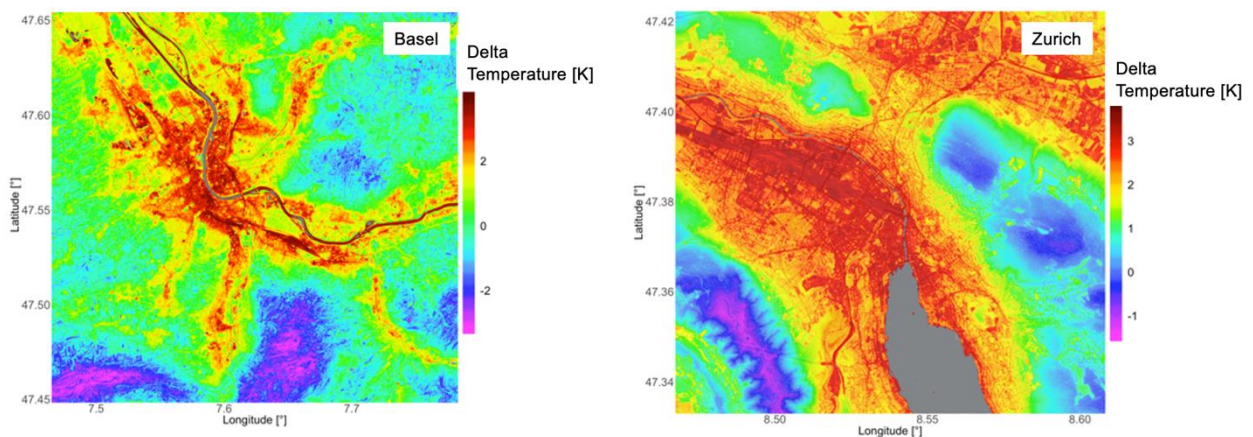 Basel
Delta
Temperature [K]
2
0
-2
47.65
47.60
47.55
47.50
47.45
Latitude [°]
7.5
7.6
7.7
Longitude [°]
Zurich
Delta
Temperature [K]
3
2
1
0
-1
47.42
47.40
47.38
47.36
47.34
Latitude [°]
8.50
8.55
8.60
Longitude [°]